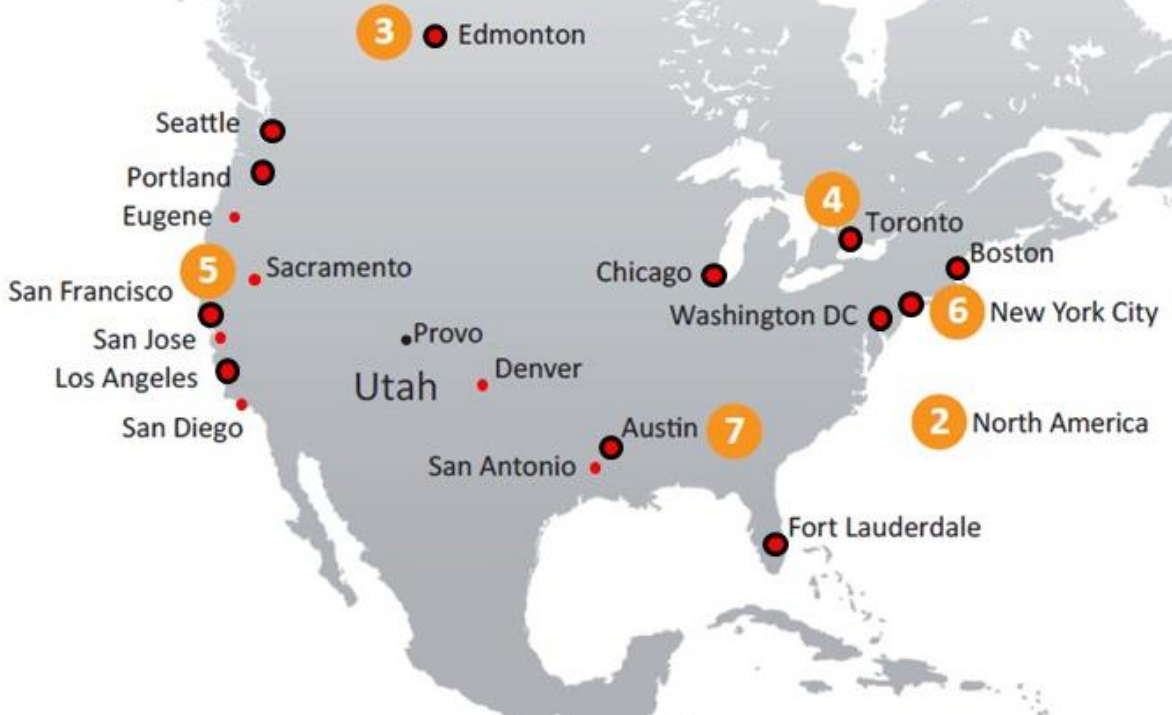 3
Edmonton
Seattle
Portland
Eugene
4
Toronto
5
Sacramento
Boston
San Francisco
Chicago
Washington DC
6
New York City
San Jose
Provo
Los Angeles
Utah
Denver
San Diego
Austin
7
2
North America
San Antonio
Fort Lauderdale